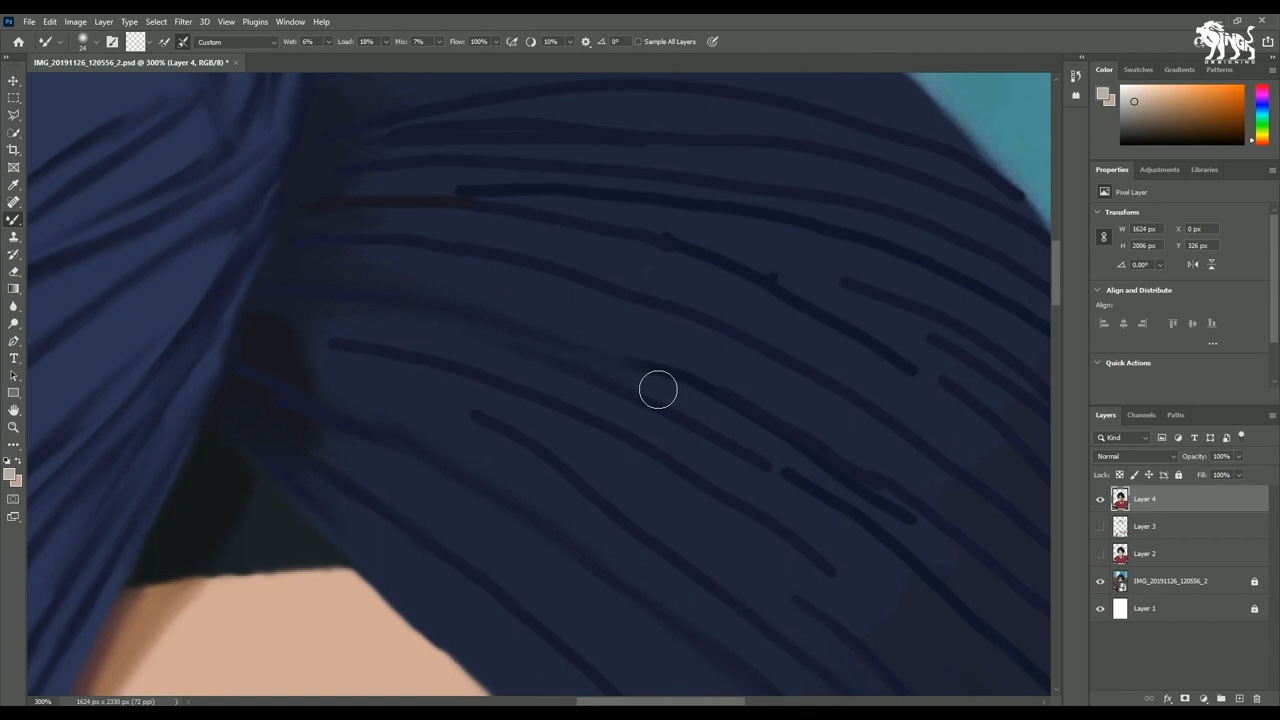 Ps File Edit Image Layer Type Select Filter 3D View Plugins Window Help
24 Custom Wet: 6% Load: 18% Mix: 7% Flow: 100% 10% 0° Sample All Layers
IMG_20191126_120556_2.psd @ 300% (Layer 4, RGB/8) * ×
DESIGNING
Color Swatches Gradients Patterns
Properties Adjustments Libraries
Pixel Layer
Transform
W 1624 px X 0 px
H 2006 px Y 326 px
0.00°
Align and Distribute
Align:
...
Quick Actions
Layers Channels Paths
Kind
Normal Opacity: 100%
Lock: Fill: 100%
Layer 4
Layer 3
Layer 2
IMG_20191126_120556_2
Layer 1
300% 1624 px x 2330 px (72 ppi)